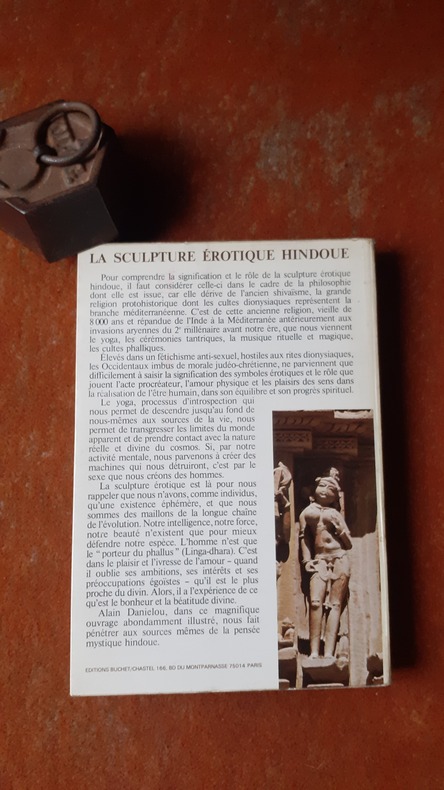 LA SCULPTURE ÉROTIQUE HINDOUE
Pour comprendre la signification et le rôle de la sculpture érotique
hindoue, il faut considérer celle-ci dans le cadre de la philosophie
dont elle est issue, car elle dérive de l'ancien shivaïsme, la grande
religion protohistorique dont les cultes dionysiaques représentent la
branche méditerranéenne. C'est de cette ancienne religion, vieille de
8 000 ans et répandue de l'Inde à la Méditerranée antérieurement aux
invasions aryennes du 2e millénaire avant notre ère, que nous viennent
le yoga, les cérémonies tantriques, la musique rituelle et magique,
les cultes phalliques.
Élevés dans un fétichisme anti-sexuel, hostiles aux rites dionysiaques,
les Occidentaux imbus de morale judéo-chrétienne, ne parviennent que
difficilement à saisir la signification des symboles érotiques et le rôle que
jouent l'acte procréateur, l'amour physique et les plaisirs des sens dans
la réalisation de l'être humain, dans son équilibre et son progrès spirituel.
Le yoga, processus d'introspection qui
nous permet de descendre jusqu'au fond de
nous-mêmes aux sources de la vie, nous
permet de transgresser les limites du monde
apparent et de prendre contact avec la nature
réelle et divine du cosmos. Si, par notre
activité mentale, nous parvenons à créer des
machines qui nous détruiront, c'est par le
sexe que nous créons des hommes.
La sculpture érotique est là pour nous
rappeler que nous n'avons, comme individus,
qu'une existence éphémère, et que nous
sommes des maillons de la longue chaîne
de l'évolution. Notre intelligence, notre force,
notre beauté n'existent que pour mieux
défendre notre espèce. L'homme n'est que
le "porteur du phallus" (Linga-dhara). C'est
dans le plaisir et l'ivresse de l'amour – quand
il oublie ses ambitions, ses intérêts et ses
préoccupations égoïstes – qu'il est le plus
proche du divin. Alors, il a l'expérience de ce
qu'est le bonheur et la béatitude divine.
Alain Danielou, dans ce magnifique
ouvrage abondamment illustré, nous fait
pénétrer aux sources mêmes de la pensée
mystique hindoue.
EDITIONS BUCHET/CHASTEL 166, BD DU MONTPARNASSE 75014 PARIS